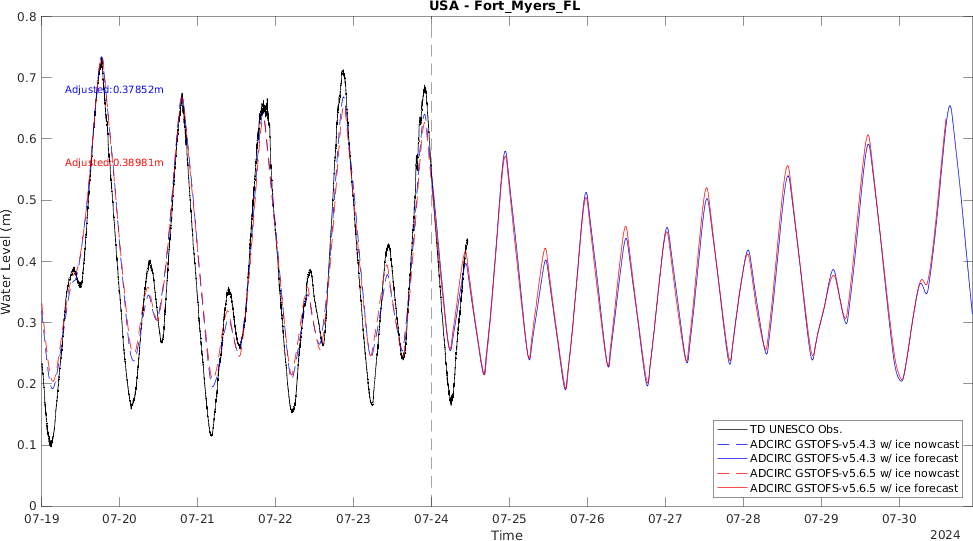 USA - Fort_Myers_FL
0.8
0.7
0.6
0.5
0.4
0.3
0.2
0.1
0
Water Level (m)
Adjusted:0.37852m
Adjusted:0.38981m
TD UNESCO Obs.
ADCIRC GSTOFS-v5.4.3 w/ ice nowcast
ADCIRC GSTOFS-v5.4.3 w/ ice forecast
ADCIRC GSTOFS-v5.6.5 w/ ice nowcast
ADCIRC GSTOFS-v5.6.5 w/ ice forecast
07-19 07-20 07-21 07-22 07-23 07-24 07-25 07-26 07-27 07-28 07-29 07-30
Time
2024